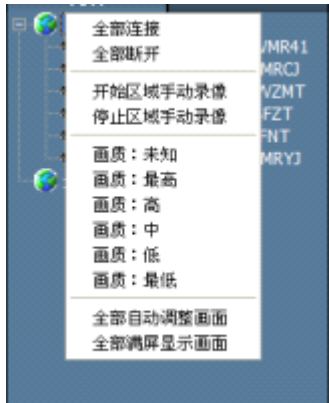 全部连接
全部断开
VMR41
MRCJ
开始区域手动录像
VZMT
停止区域手动录像
FZT
FNT
画质：未知
MRYJ
画质：最高
画质：高
画质：中
画质：低
画质：最低
全部自动调整画面
全部满屏显示画面